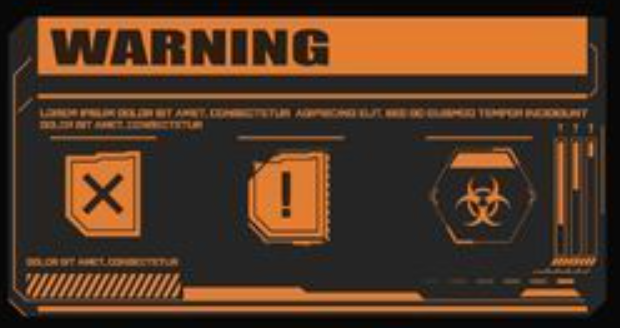 WARNING
LOREM IPSUM DOLOR SIT AMET, CONSECTETUR ADIPISCING ELIT, SED DO EIUSMOD TEMPOR INCIDIDUNT
DOLOR SIT AMET, CONSECTETUR
!
DOLOR SIT AMET, CONSECTETUR